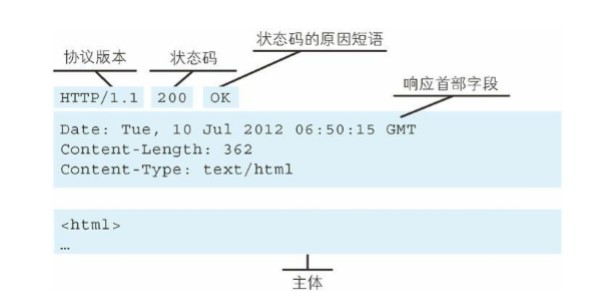 状态码的原因短语
协议版本 状态码
HTTP/1.1 200 OK
响应首部字段
Date: Tue, 10 Jul 2012 06:50:15 GMT
Content-Length: 362
Content-Type: text/html
<html>
…
主体